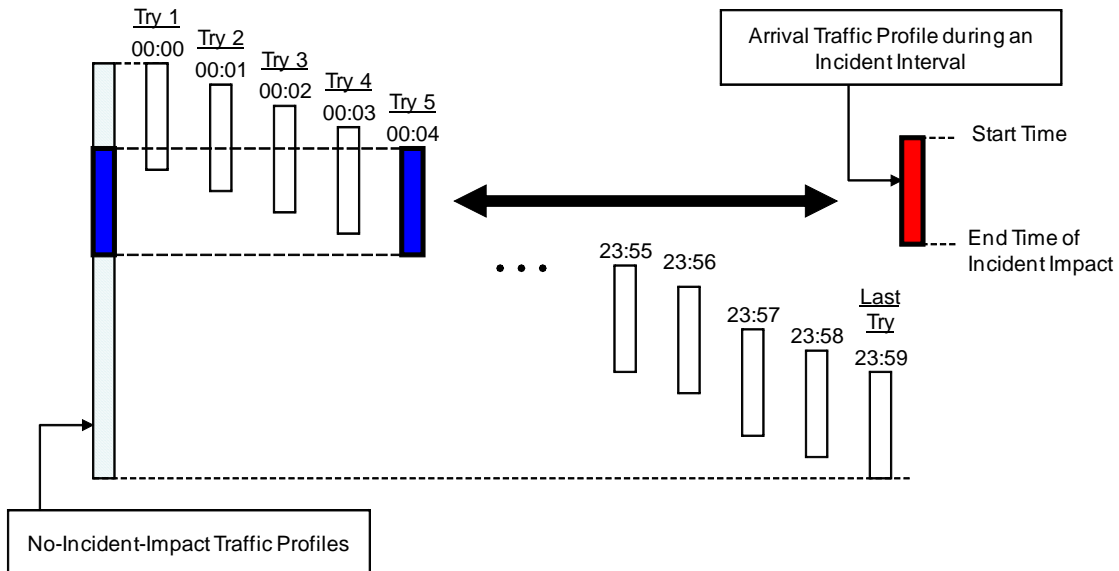 Try 1
00:00
Try 2
00:01
Try 3
00:02
Try 4
00:03
Try 5
00:04
Arrival Traffic Profile during an
Incident Interval
Start Time
End Time of
Incident Impact
...
23:55
23:56
23:57
23:58
Last
Try
23:59
No-Incident-Impact Traffic Profiles